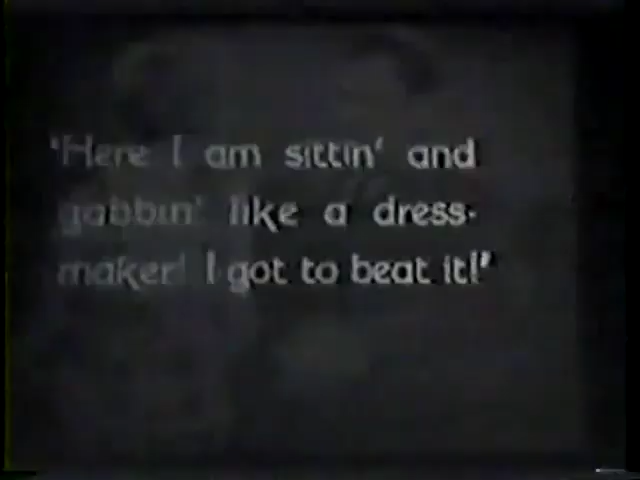 'Here I am sittin' and
gabbin' like a dress-
maker! I got to beat it!'